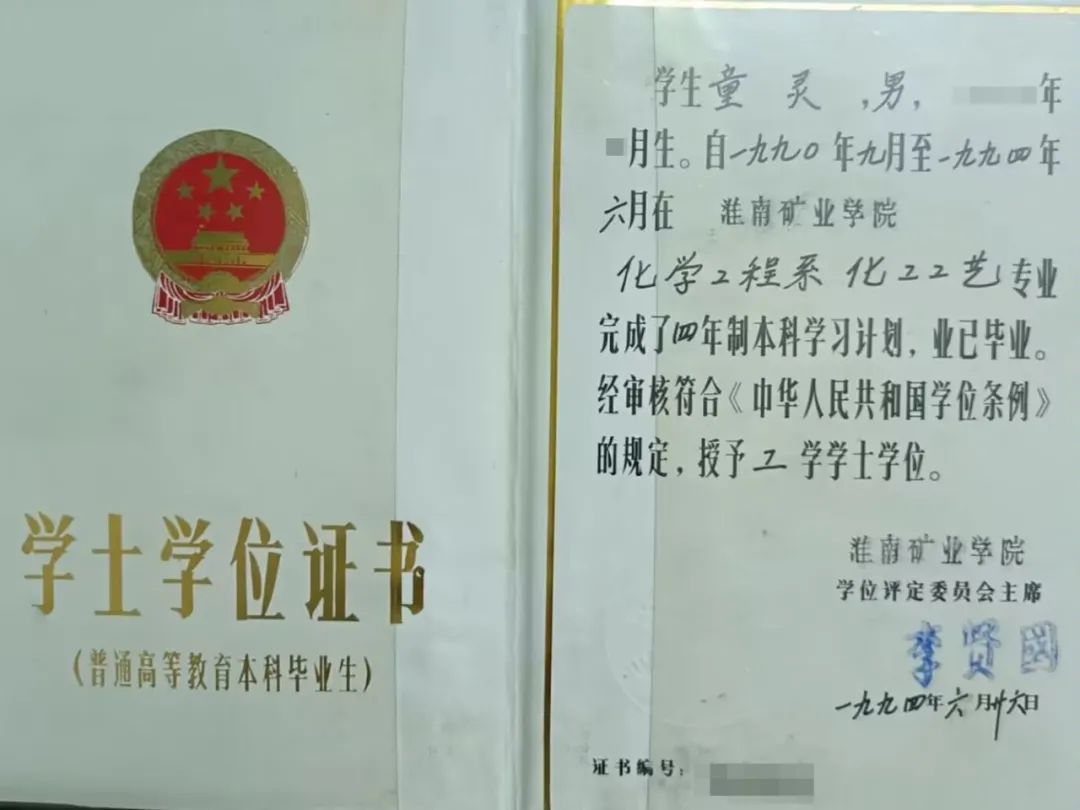 学士学位证书
(普通高等教育本科毕业生)
学生童 灵,男, 年
月生。自一九九〇年九月至一九九四年
六月在 淮南矿业学院
化学工程系 化工工艺专业
完成了四年制本科学习计划,业已毕业。
经审核符合《中华人民共和国学位条例》
的规定,授予工学学士学位。
淮南矿业学院
学位评定委员会主席
李贤国
一九九四年六月廿六日
证书编号: